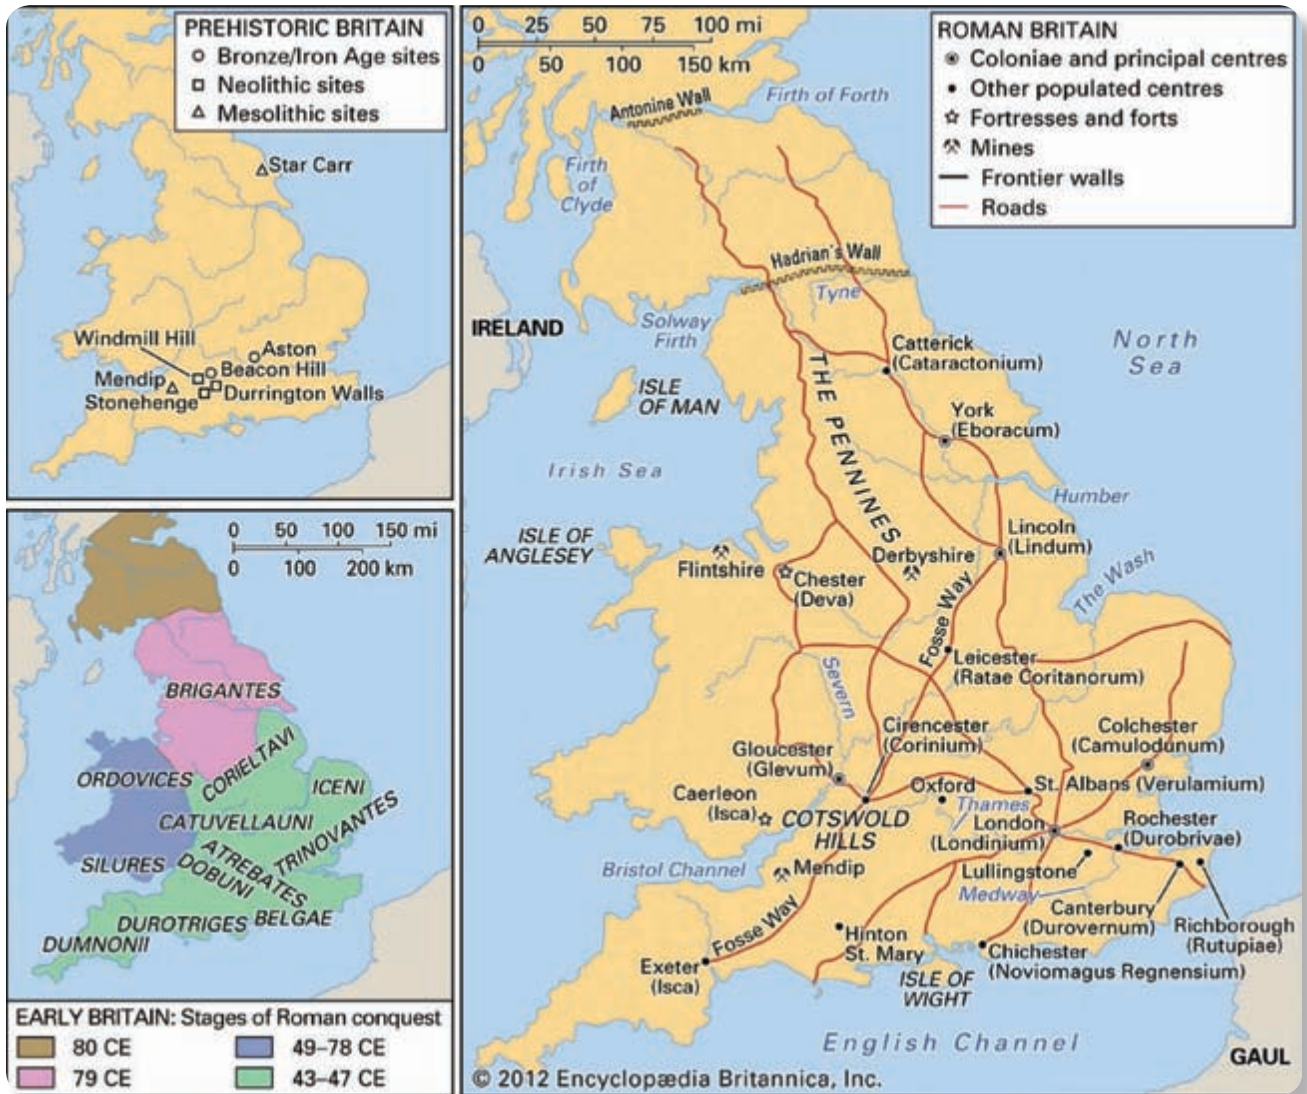 PREHISTORIC BRITAIN
Bronze/Iron Age sites
Neolithic sites
Mesolithic sites
Star Carr
Windmill Hill
Aston
Beacon Hill
Mendip
Durrington Walls
Stonehenge
0 50 100 150 mi
0 100 200 km
BRIGANTES
CORIELTAVI
ORDOVICES
ICENI
CATUVELLAUNI
TRINOVANTES
ATREBATES
SILURES
DOBUNI
DUROTRIGES
BELGAE
DUMNONII
EARLY BRITAIN: Stages of Roman conquest
80 CE
49–78 CE
79 CE
43–47 CE
0 25 50 75 100 mi
0 50 100 150 km
ROMAN BRITAIN
Coloniae and principal centres
Other populated centres
Fortresses and forts
Mines
Frontier walls
Roads
Antonine Wall
Firth of Forth
Firth
of
Clyde
Hadrian's Wall
Tyne
IRELAND
Solway
Firth
North
Sea
Catterick
(Cataractonium)
ISLE
OF MAN
THE PENNINES
York
(Eboracum)
Irish Sea
Humber
ISLE OF
ANGLESEY
Lincoln
(Lindum)
Flintshire
Derbyshire
Chester
(Deva)
The Wash
Fosse Way
Leicester
(Ratae Coritanorum)
Severn
Cirencester
(Corinium)
Colchester
(Camulodunum)
Gloucester
(Glevum)
Caerleon
(Isca)
Oxford
St. Albans (Verulamium)
Thames
COTSWOLD
HILLS
London
(Londinium)
Rochester
(Durobrivae)
Bristol Channel
Mendip
Lullingstone
Medway
Canterbury
(Durovernum)
Richborough
(Rutupiae)
Fosse Way
Hinton
St. Mary
Exeter
(Isca)
Chichester
(Noviomagus Regnensium)
ISLE OF
WIGHT
English Channel
GAUL
© 2012 Encyclopædia Britannica, Inc.